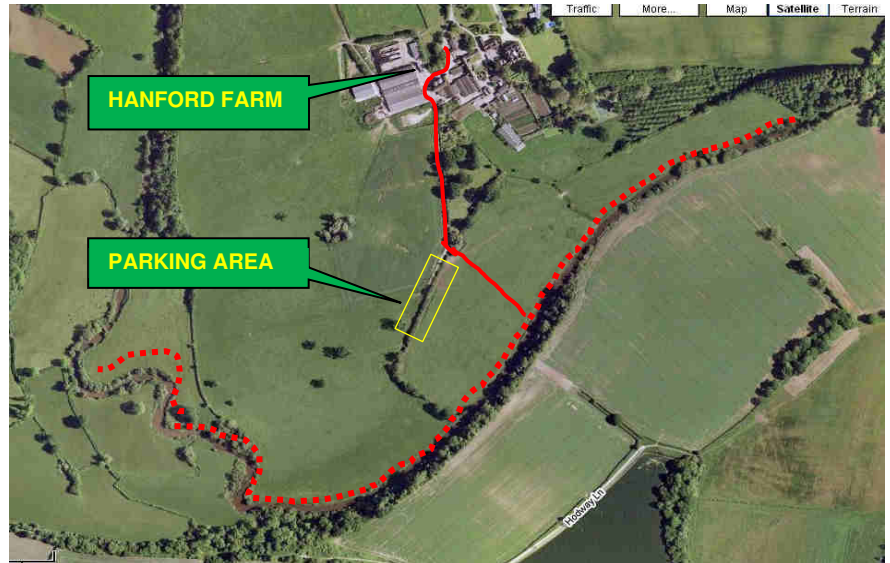 Traffic More... Map Satellite Terrain
HANFORD FARM
PARKING AREA
Hodway Ln